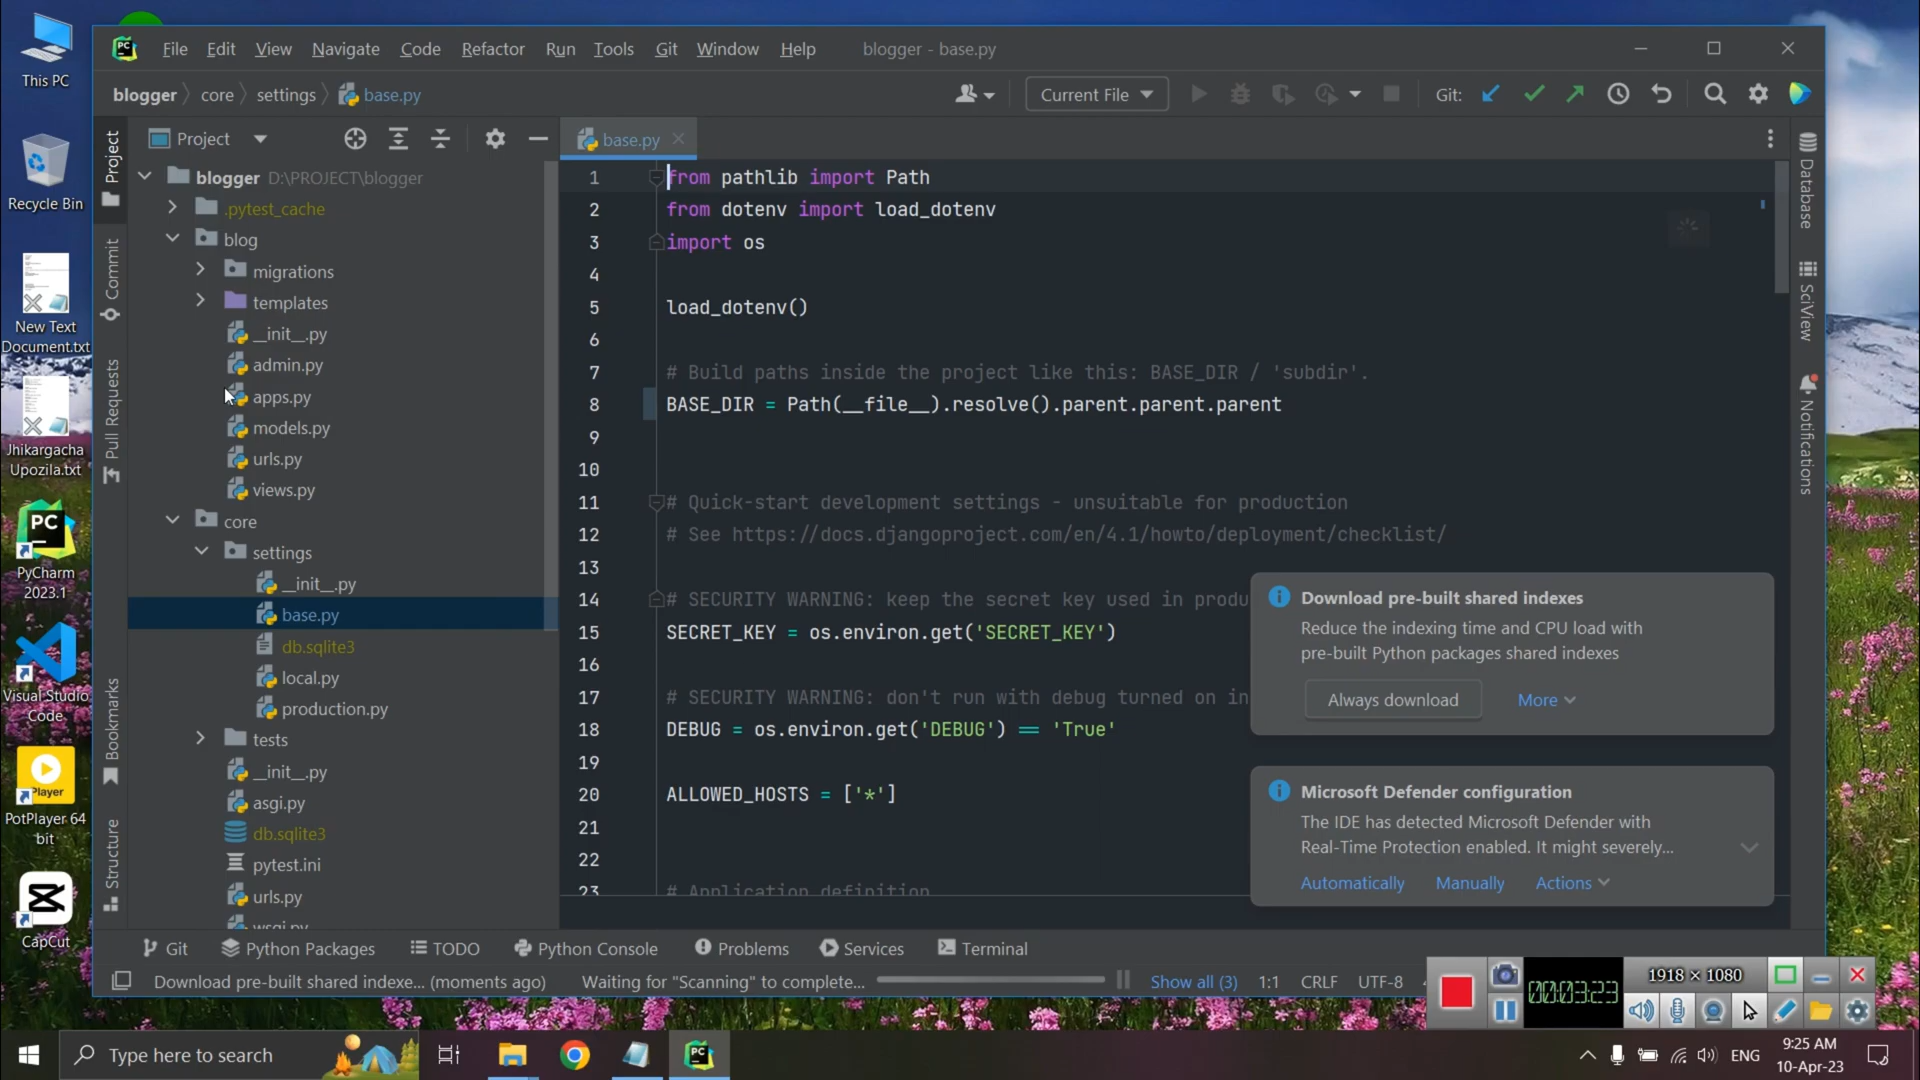 This PC
Recycle Bin
New Text
Document.txt
Jhikargacha
Upozila.txt
PyCharm
2023.1
Visual Studio
Code
Player
PotPlayer 64
bit
CapCut
File Edit View Navigate Code Refactor Run Tools Git Window Help blogger - base.py
blogger core settings base.py
Current File
Git:
Project
Commit
Pull Requests
Bookmarks
Structure
Project
blogger D:\PROJECT\blogger
.pytest_cache
blog
migrations
templates
__init__.py
admin.py
apps.py
models.py
urls.py
views.py
core
settings
__init__.py
base.py
db.sqlite3
local.py
production.py
tests
__init__.py
asgi.py
db.sqlite3
pytest.ini
urls.py
wsgi.py
base.py
1 from pathlib import Path
2 from dotenv import load_dotenv
3 import os
4
5 load_dotenv()
6
7 # Build paths inside the project like this: BASE_DIR / 'subdir'.
8 BASE_DIR = Path(__file__).resolve().parent.parent.parent
9
10
11 # Quick-start development settings - unsuitable for production
12 # See https://docs.djangoproject.com/en/4.1/howto/deployment/checklist/
13
14 # SECURITY WARNING: keep the secret key used in produ
15 SECRET_KEY = os.environ.get('SECRET_KEY')
16
17 # SECURITY WARNING: don't run with debug turned on in
18 DEBUG = os.environ.get('DEBUG') == 'True'
19
20 ALLOWED_HOSTS = ['*']
21
22
23 # Application definition
Database
SciView
Notifications
Download pre-built shared indexes
Reduce the indexing time and CPU load with
pre-built Python packages shared indexes
Always download More
Microsoft Defender configuration
The IDE has detected Microsoft Defender with
Real-Time Protection enabled. It might severely...
Automatically Manually Actions
Git Python Packages TODO Python Console Problems Services Terminal
Download pre-built shared indexe... (moments ago) Waiting for "Scanning" to complete... Show all (3) 1:1 CRLF UTF-8
00:03:23
1918 × 1080
Type here to search
ENG
9:25 AM
10-Apr-23